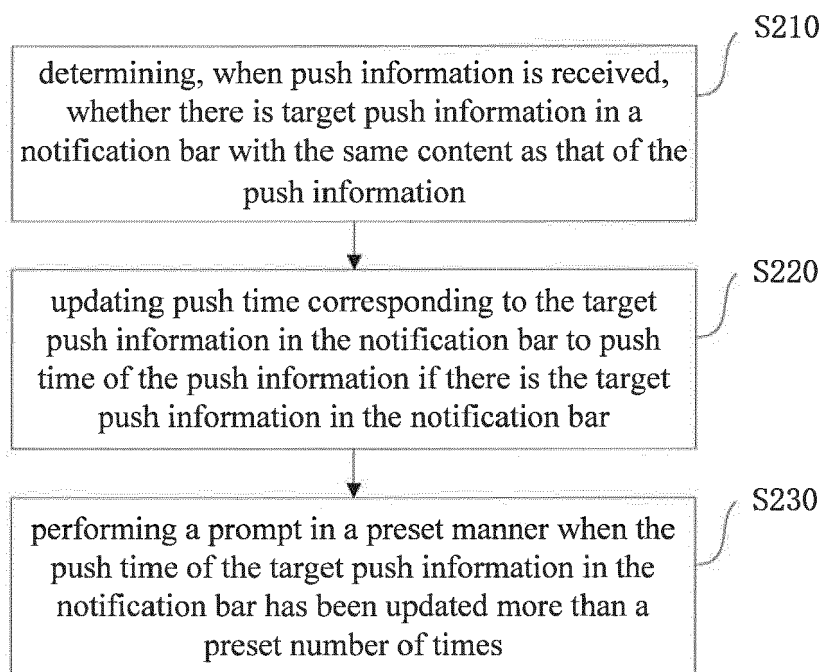 S210
determining, when push information is received,
whether there is target push information in a
notification bar with the same content as that of the
push information
S220
updating push time corresponding to the target
push information in the notification bar to push
time of the push information if there is the target
push information in the notification bar
S230
performing a prompt in a preset manner when the
push time of the target push information in the
notification bar has been updated more than a
preset number of times